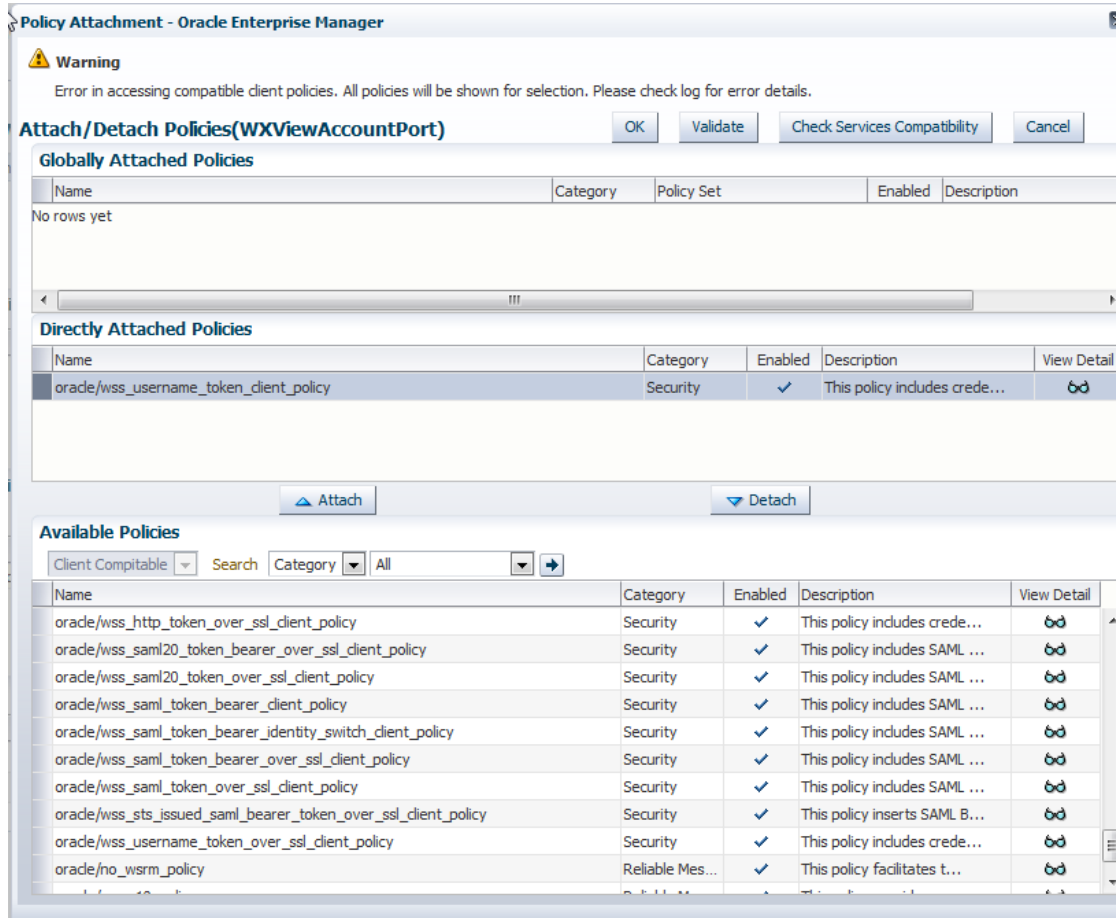 Policy Attachment - Oracle Enterprise Manager
Warning
Error in accessing compatible client policies. All policies will be shown for selection. Please check log for error details.
Attach/Detach Policies(WXViewAccountPort) OK Validate Check Services Compatibility Cancel
Globally Attached Policies
Name Category Policy Set Enabled Description
No rows yet
Directly Attached Policies
Name Category Enabled Description View Detail
oracle/wss_username_token_client_policy Security This policy includes crede...
Attach Detach
Available Policies
Client Compitable Search Category All
Name Category Enabled Description View Detail
oracle/wss_http_token_over_ssl_client_policy Security This policy includes crede...
oracle/wss_saml20_token_bearer_over_ssl_client_policy Security This policy includes SAML ...
oracle/wss_saml20_token_over_ssl_client_policy Security This policy includes SAML ...
oracle/wss_saml_token_bearer_client_policy Security This policy includes SAML ...
oracle/wss_saml_token_bearer_identity_switch_client_policy Security This policy includes SAML ...
oracle/wss_saml_token_bearer_over_ssl_client_policy Security This policy includes SAML ...
oracle/wss_saml_token_over_ssl_client_policy Security This policy includes SAML ...
oracle/wss_sts_issued_saml_bearer_token_over_ssl_client_policy Security This policy inserts SAML B...
oracle/wss_username_token_over_ssl_client_policy Security This policy includes crede...
oracle/no_wsrm_policy Reliable Mes... This policy facilitates t...